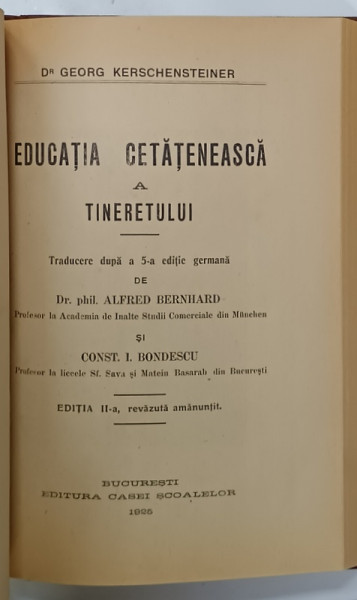 DR GEORG KERSCHENSTEINER
EDUCAȚIA CETĂȚENEASCĂ
A
TINERETULUI
Traducere după a 5-a ediție germană
DE
Dr. phil. ALFRED BERNHARD
Profesor la Academia de Inalte Studii Comerciale din München
ȘI
CONST. I. BONDESCU
Profesor la liceele Sf. Sava și Mateiu Basarab din București
EDIȚIA II-a, revăzuta amănunțit.
BUCUREȘTI
EDITURA CASEI ȘCOALELOR
1925